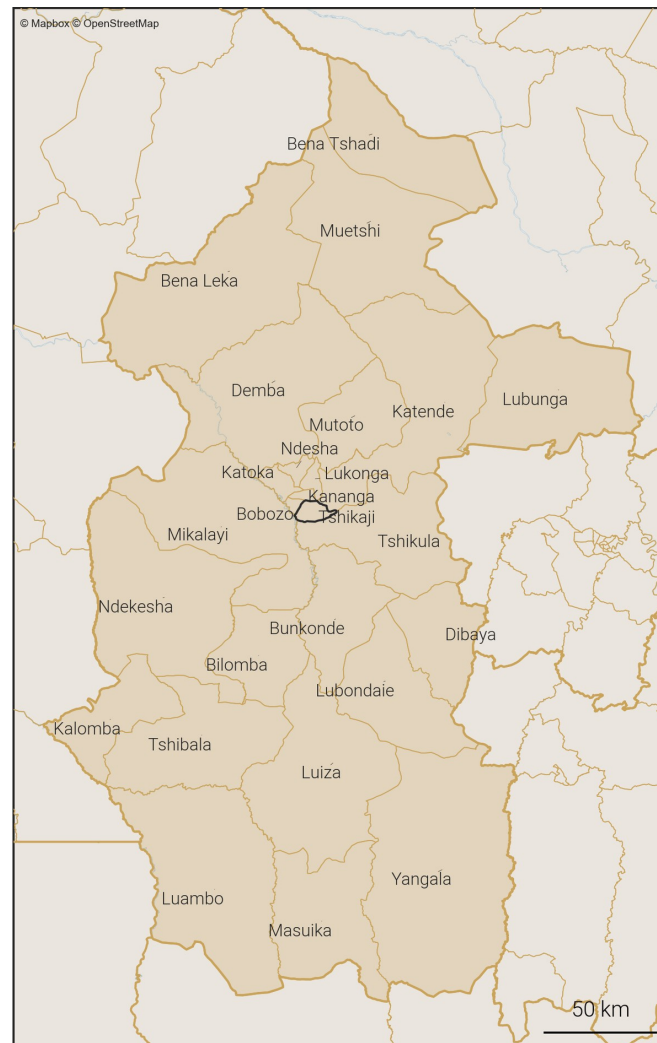 © Mapbox © OpenStreetMap
Bena Tshadi
Muetshi
Bena Leka
Demba
Katende
Lubunga
Mutoto
Ndesha
Katoka
Lukonga
Kananga
Bobozo
Tshikaji
Mikalayi
Tshikula
Ndekesha
Bunkonde
Dibaya
Bilomba
Lubondaie
Kalomba
Tshibala
Luiza
Yangala
Luambo
Masuika
50 km